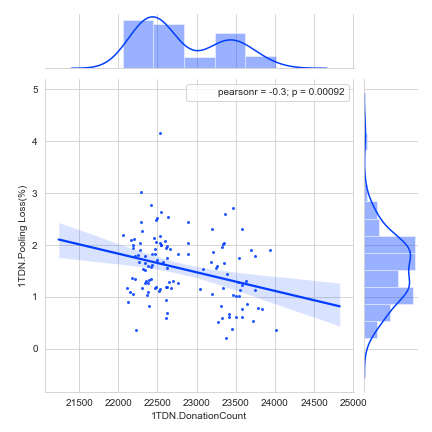 pearsonr = -0.3; p = 0.00092
5
4
3
2
1
0
1TDN.Pooling Loss(%)
21500 22000 22500 23000 23500 24000 24500 25000
1TDN.DonationCount